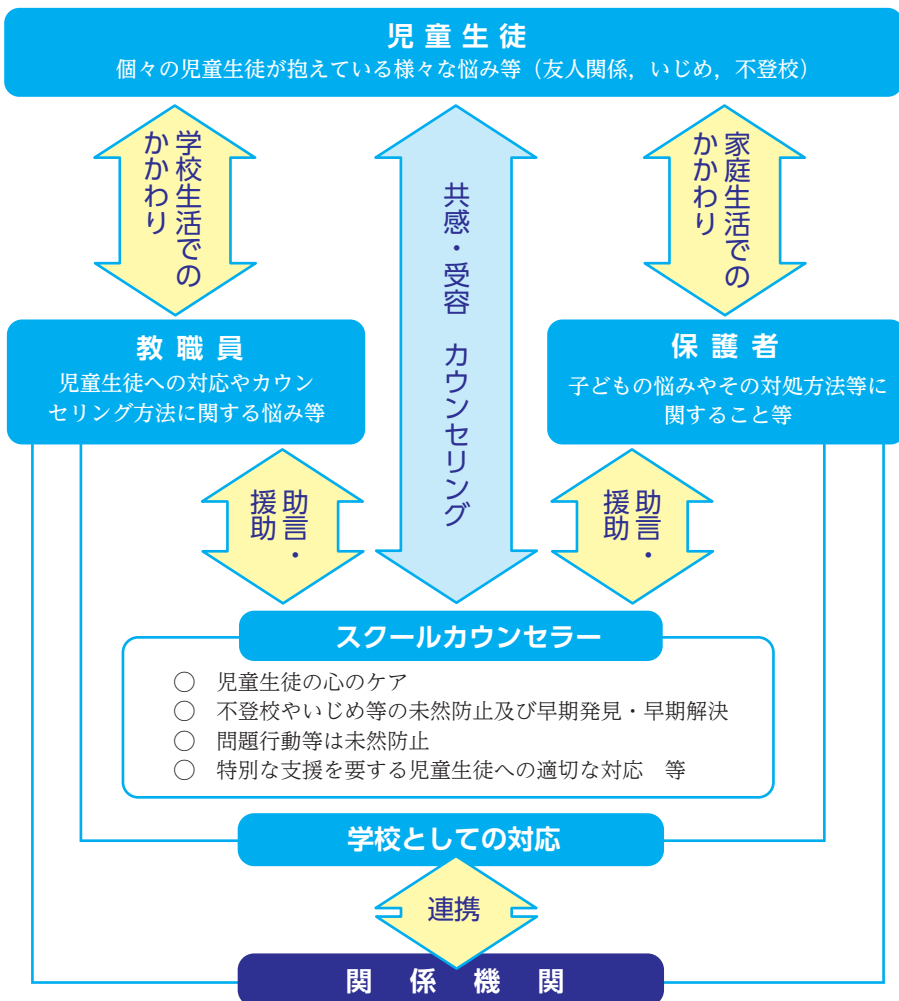 児童生徒
個々の児童生徒が抱えている様々な悩み等（友人関係，いじめ，不登校）
学校生活での
かかわり
共感・受容　カウンセリング
家庭生活での
かかわり
教職員
児童生徒への対応やカウン
セリング方法に関する悩み等
保護者
子どもの悩みやその対処方法等に
関すること等
助言・
援助
助言・
援助
スクールカウンセラー
○　児童生徒の心のケア
○　不登校やいじめ等の未然防止及び早期発見・早期解決
○　問題行動等は未然防止
○　特別な支援を要する児童生徒への適切な対応　等
学校としての対応
連携
関係機関